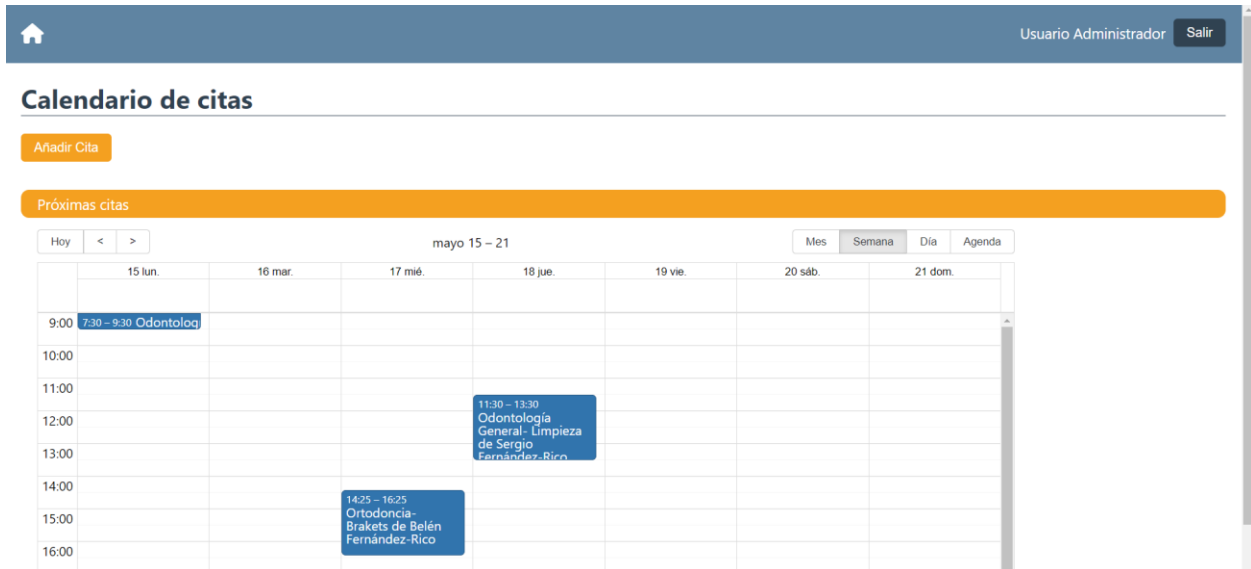 Usuario Administrador Salir
Calendario de citas
Añadir Cita
Próximas citas
Hoy < > mayo 15 – 21 Mes Semana Día Agenda
15 lun. 16 mar. 17 mié. 18 jue. 19 vie. 20 sáb. 21 dom.
9:00 7:30 – 9:30 Odontolog
10:00
11:00
11:30 – 13:30
12:00 Odontología
General- Limpieza
de Sergio
13:00 Fernández-Rico
14:00
14:25 – 16:25
15:00 Ortodoncia-
Brakets de Belén
Fernández-Rico
16:00